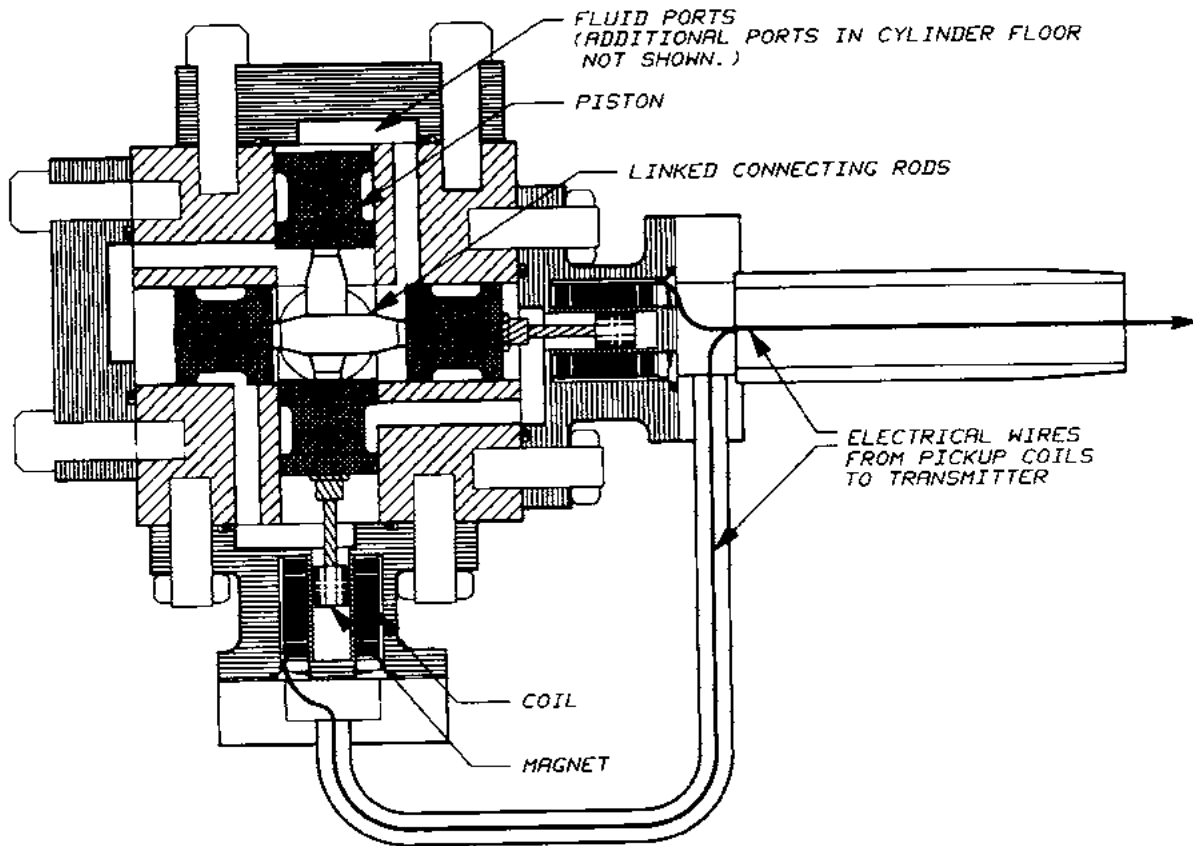 FLUID PORTS
(ADDITIONAL PORTS IN CYLINDER FLOOR
NOT SHOWN.)
PISTON
LINKED CONNECTING RODS
ELECTRICAL WIRES
FROM PICKUP COILS
TO TRANSMITTER
COIL
MAGNET